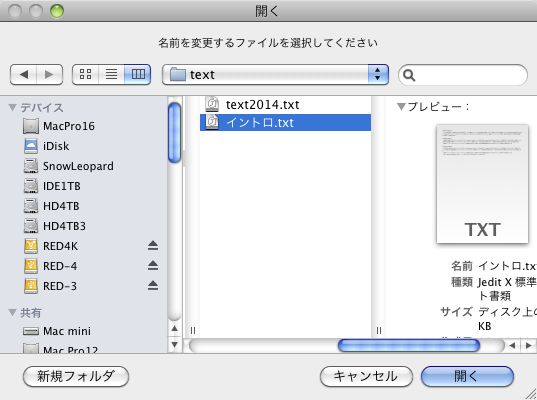 開く
名前を変更するファイルを選択してください
text
デバイス
MacPro16
iDisk
SnowLeopard
IDE1TB
HD4TB
HD4TB3
RED4K
RED-4
RED-3
共有
Mac mini
Mac Pro12
text2014.txt
イントロ.txt
プレビュー：
TXT
名前 イントロ.tx
種類 Jedit X 標準
ト書類
サイズ ディスク上の
KB
新規フォルダ
キャンセル
開く